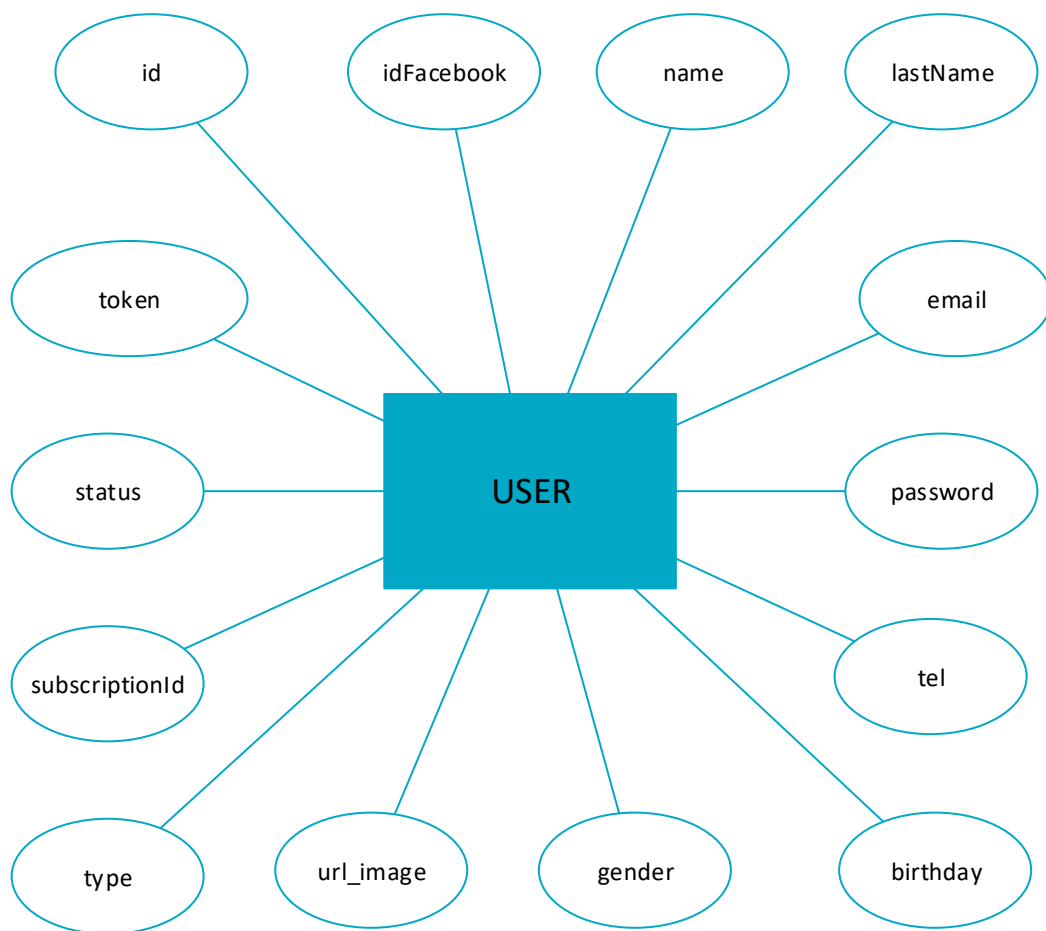 id
idFacebook
name
lastName
token
email
status
USER
password
subscriptionId
tel
type
url_image
gender
birthday